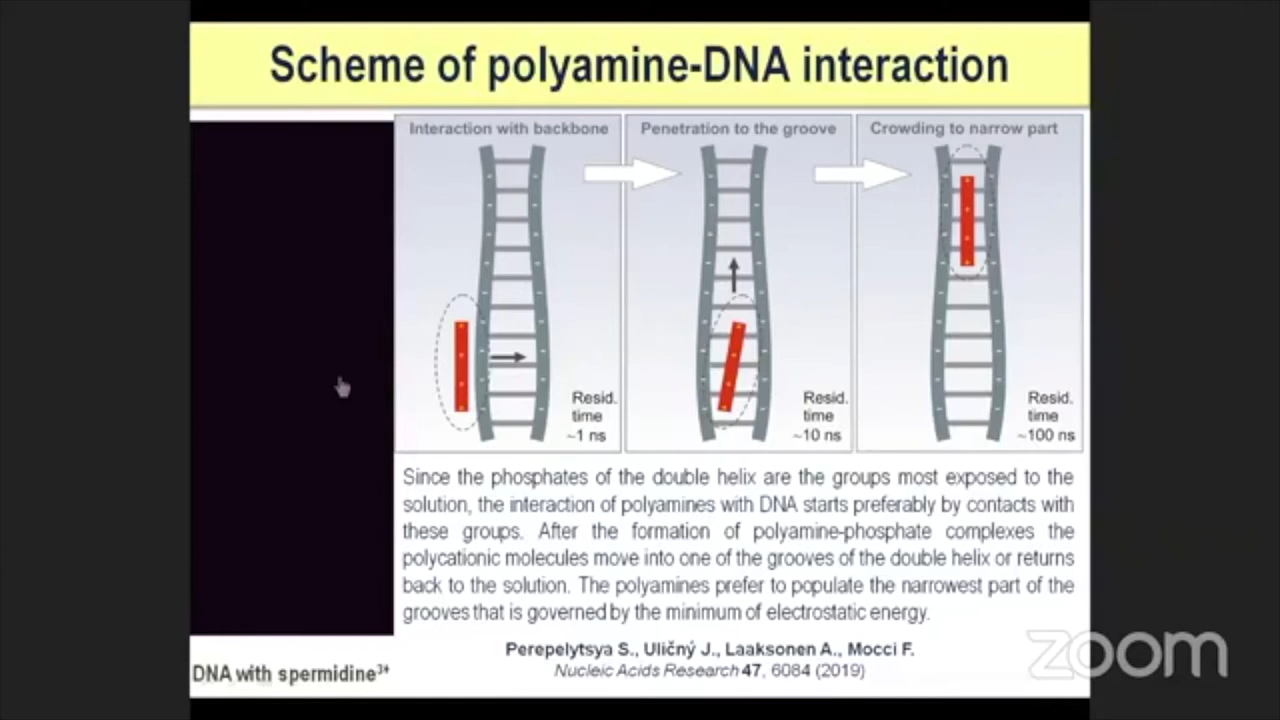 Scheme of polyamine-DNA interaction
Interaction with backbone
Penetration to the groove
Crowding to narrow part
Resid.
time
~1 ns
Resid.
time
~10 ns
Resid.
time
~100 ns
Since the phosphates of the double helix are the groups most exposed to the
solution, the interaction of polyamines with DNA starts preferably by contacts with
these groups. After the formation of polyamine-phosphate complexes the
polycationic molecules move into one of the grooves of the double helix or returns
back to the solution. The polyamines prefer to populate the narrowest part of the
grooves that is governed by the minimum of electrostatic energy.
Perepelytsya S., Uličný J., Laaksonen A., Mocci F.
Nucleic Acids Research 47, 6084 (2019)
DNA with spermidine³⁺
zoom